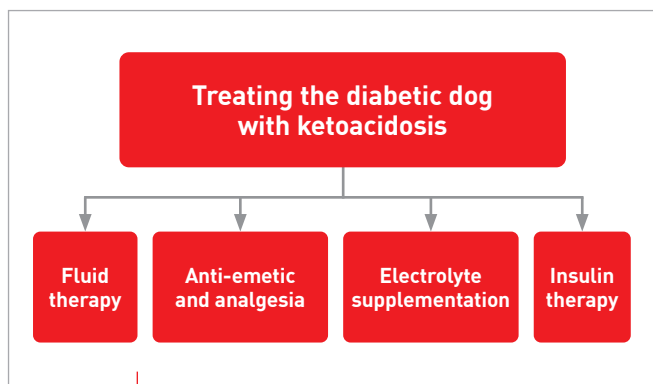 Treating the diabetic dog
with ketoacidosis
Fluid
therapy
Anti-emetic
and analgesia
Electrolyte
supplementation
Insulin
therapy